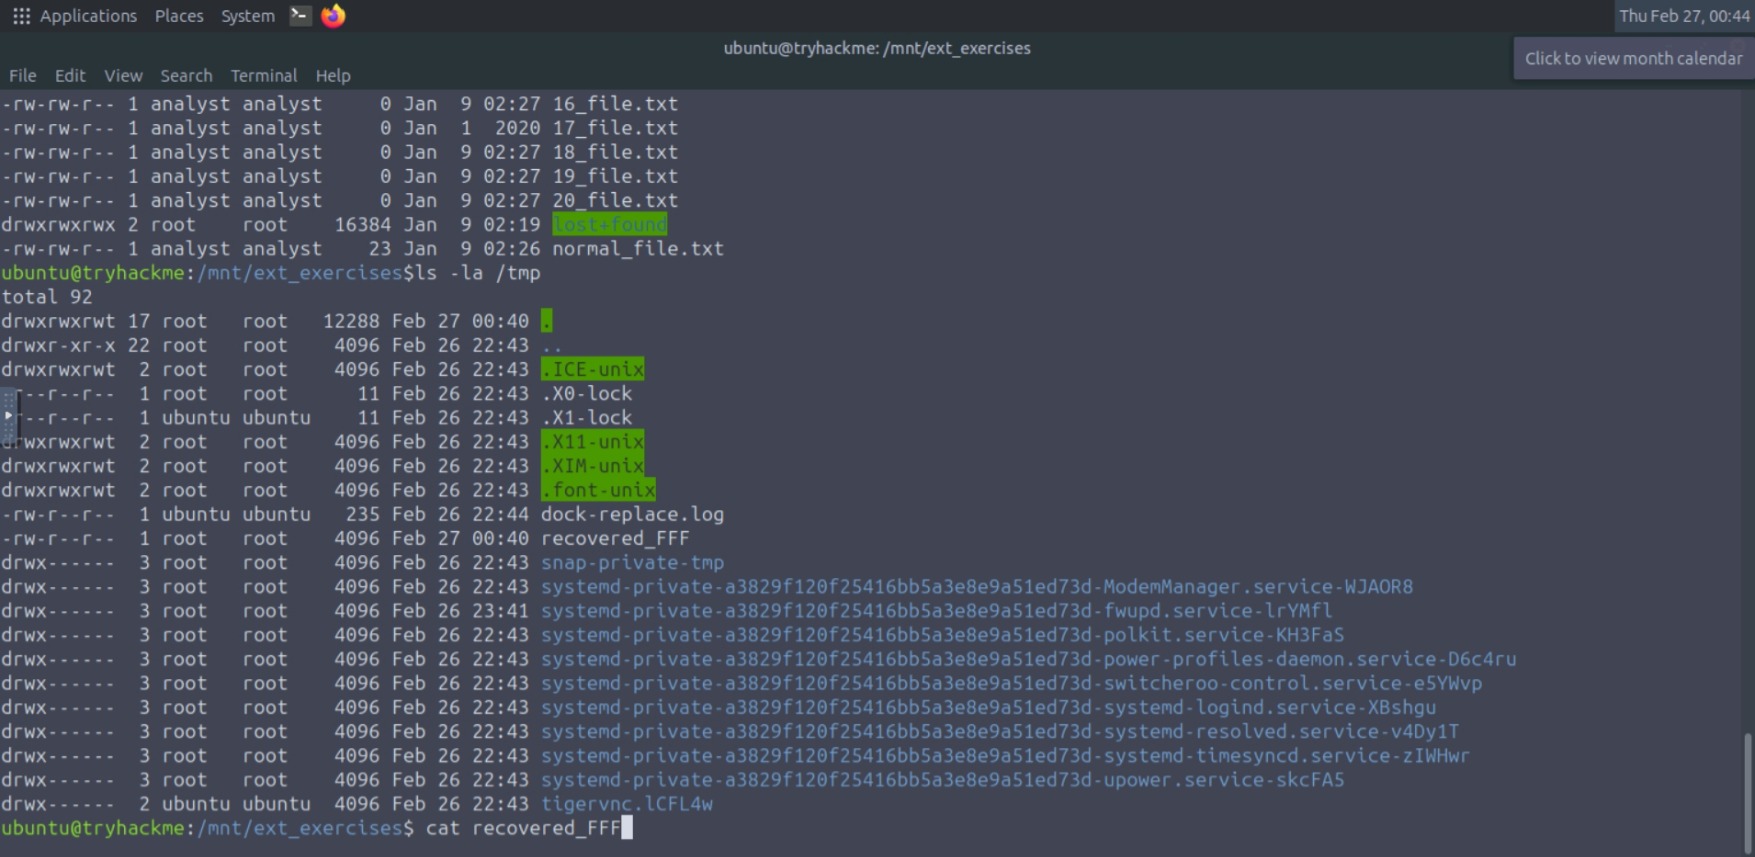 Applications Places System Thu Feb 27, 00:44
ubuntu@tryhackme: /mnt/ext_exercises
Click to view month calendar
File Edit View Search Terminal Help
-rw-rw-r-- 1 analyst analyst     0 Jan  9 02:27 16_file.txt
-rw-rw-r-- 1 analyst analyst     0 Jan  1  2020 17_file.txt
-rw-rw-r-- 1 analyst analyst     0 Jan  9 02:27 18_file.txt
-rw-rw-r-- 1 analyst analyst     0 Jan  9 02:27 19_file.txt
-rw-rw-r-- 1 analyst analyst     0 Jan  9 02:27 20_file.txt
drwxrwxrwx 2 root    root    16384 Jan  9 02:19 lost+found
-rw-rw-r-- 1 analyst analyst    23 Jan  9 02:26 normal_file.txt
ubuntu@tryhackme:/mnt/ext_exercises$ls -la /tmp
total 92
drwxrwxrwt 17 root   root   12288 Feb 27 00:40 .
drwxr-xr-x 22 root   root    4096 Feb 26 22:43 ..
drwxrwxrwt  2 root   root    4096 Feb 26 22:43 .ICE-unix
r--r--r--  1 root   root      11 Feb 26 22:43 .X0-lock
r--r--r--  1 ubuntu ubuntu    11 Feb 26 22:43 .X1-lock
drwxrwxrwt  2 root   root    4096 Feb 26 22:43 .X11-unix
drwxrwxrwt  2 root   root    4096 Feb 26 22:43 .XIM-unix
drwxrwxrwt  2 root   root    4096 Feb 26 22:43 .font-unix
-rw-r--r--  1 ubuntu ubuntu   235 Feb 26 22:44 dock-replace.log
-rw-r--r--  1 root   root    4096 Feb 27 00:40 recovered_FFF
drwx------  3 root   root    4096 Feb 26 22:43 snap-private-tmp
drwx------  3 root   root    4096 Feb 26 22:43 systemd-private-a3829f120f25416bb5a3e8e9a51ed73d-ModemManager.service-WJAOR8
drwx------  3 root   root    4096 Feb 26 23:41 systemd-private-a3829f120f25416bb5a3e8e9a51ed73d-fwupd.service-lrYMfl
drwx------  3 root   root    4096 Feb 26 22:43 systemd-private-a3829f120f25416bb5a3e8e9a51ed73d-polkit.service-KH3FaS
drwx------  3 root   root    4096 Feb 26 22:43 systemd-private-a3829f120f25416bb5a3e8e9a51ed73d-power-profiles-daemon.service-D6c4ru
drwx------  3 root   root    4096 Feb 26 22:43 systemd-private-a3829f120f25416bb5a3e8e9a51ed73d-switcheroo-control.service-e5YWvp
drwx------  3 root   root    4096 Feb 26 22:43 systemd-private-a3829f120f25416bb5a3e8e9a51ed73d-systemd-logind.service-XBshgu
drwx------  3 root   root    4096 Feb 26 22:43 systemd-private-a3829f120f25416bb5a3e8e9a51ed73d-systemd-resolved.service-v4Dy1T
drwx------  3 root   root    4096 Feb 26 22:43 systemd-private-a3829f120f25416bb5a3e8e9a51ed73d-systemd-timesyncd.service-zIWHwr
drwx------  3 root   root    4096 Feb 26 22:43 systemd-private-a3829f120f25416bb5a3e8e9a51ed73d-upower.service-skcFA5
drwx------  2 ubuntu ubuntu  4096 Feb 26 22:43 tigervnc.lCFL4w
ubuntu@tryhackme:/mnt/ext_exercises$ cat recovered_FFF